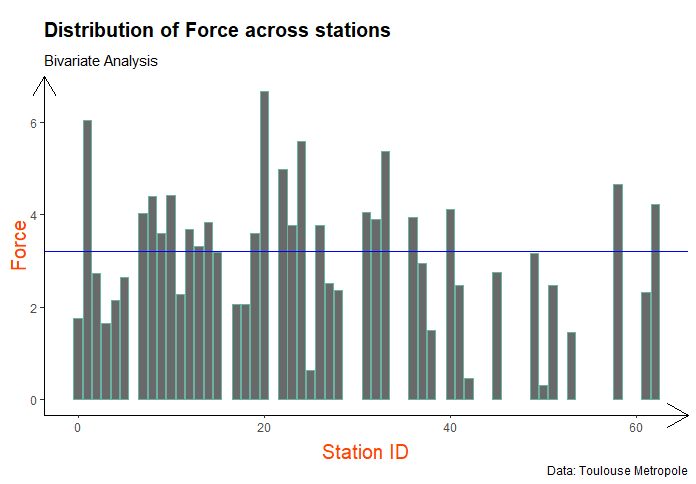 Distribution of Force across stations
Bivariate Analysis
6
4
2
0
Force
0 20 40 60
Station ID
Data: Toulouse Metropole